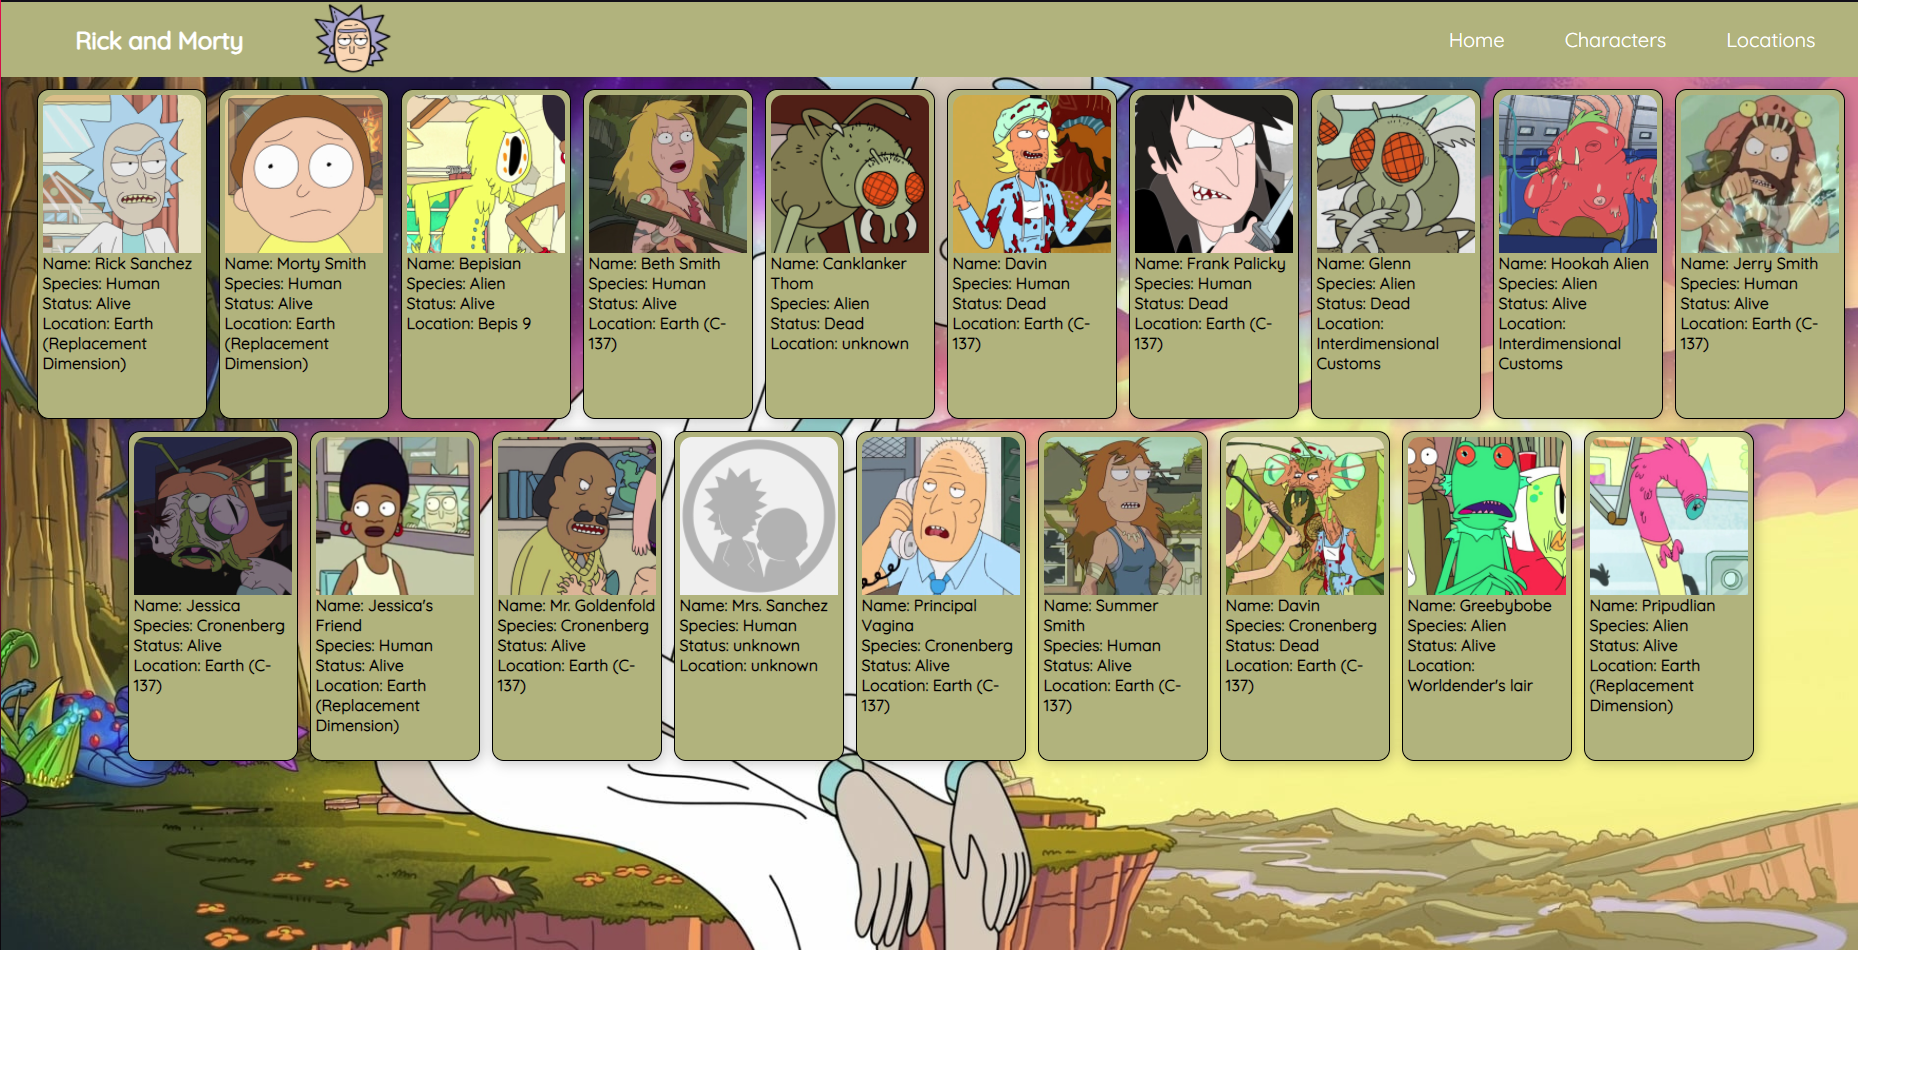 Rick and Morty
Home
Characters
Locations
Name: Rick Sanchez
Species: Human
Status: Alive
Location: Earth
(Replacement
Dimension)
Name: Morty Smith
Species: Human
Status: Alive
Location: Earth
(Replacement
Dimension)
Name: Bepisian
Species: Alien
Status: Alive
Location: Bepis 9
Name: Beth Smith
Species: Human
Status: Alive
Location: Earth (C-
137)
Name: Canklanker
Thom
Species: Alien
Status: Dead
Location: unknown
Name: Davin
Species: Human
Status: Dead
Location: Earth (C-
137)
Name: Frank Palicky
Species: Human
Status: Dead
Location: Earth (C-
137)
Name: Glenn
Species: Alien
Status: Dead
Location:
Interdimensional
Customs
Name: Hookah Alien
Species: Alien
Status: Alive
Location:
Interdimensional
Customs
Name: Jerry Smith
Species: Human
Status: Alive
Location: Earth (C-
137)
Name: Jessica
Species: Cronenberg
Status: Alive
Location: Earth (C-
137)
Name: Jessica's
Friend
Species: Human
Status: Alive
Location: Earth
(Replacement
Dimension)
Name: Mr. Goldenfold
Species: Cronenberg
Status: Alive
Location: Earth (C-
137)
Name: Mrs. Sanchez
Species: Human
Status: unknown
Location: unknown
Name: Principal
Vagina
Species: Cronenberg
Status: Alive
Location: Earth (C-
137)
Name: Summer
Smith
Species: Human
Status: Alive
Location: Earth (C-
137)
Name: Davin
Species: Cronenberg
Status: Dead
Location: Earth (C-
137)
Name: Greebybobe
Species: Alien
Status: Alive
Location:
Worldender's lair
Name: Pripudlian
Species: Alien
Status: Alive
Location: Earth
(Replacement
Dimension)